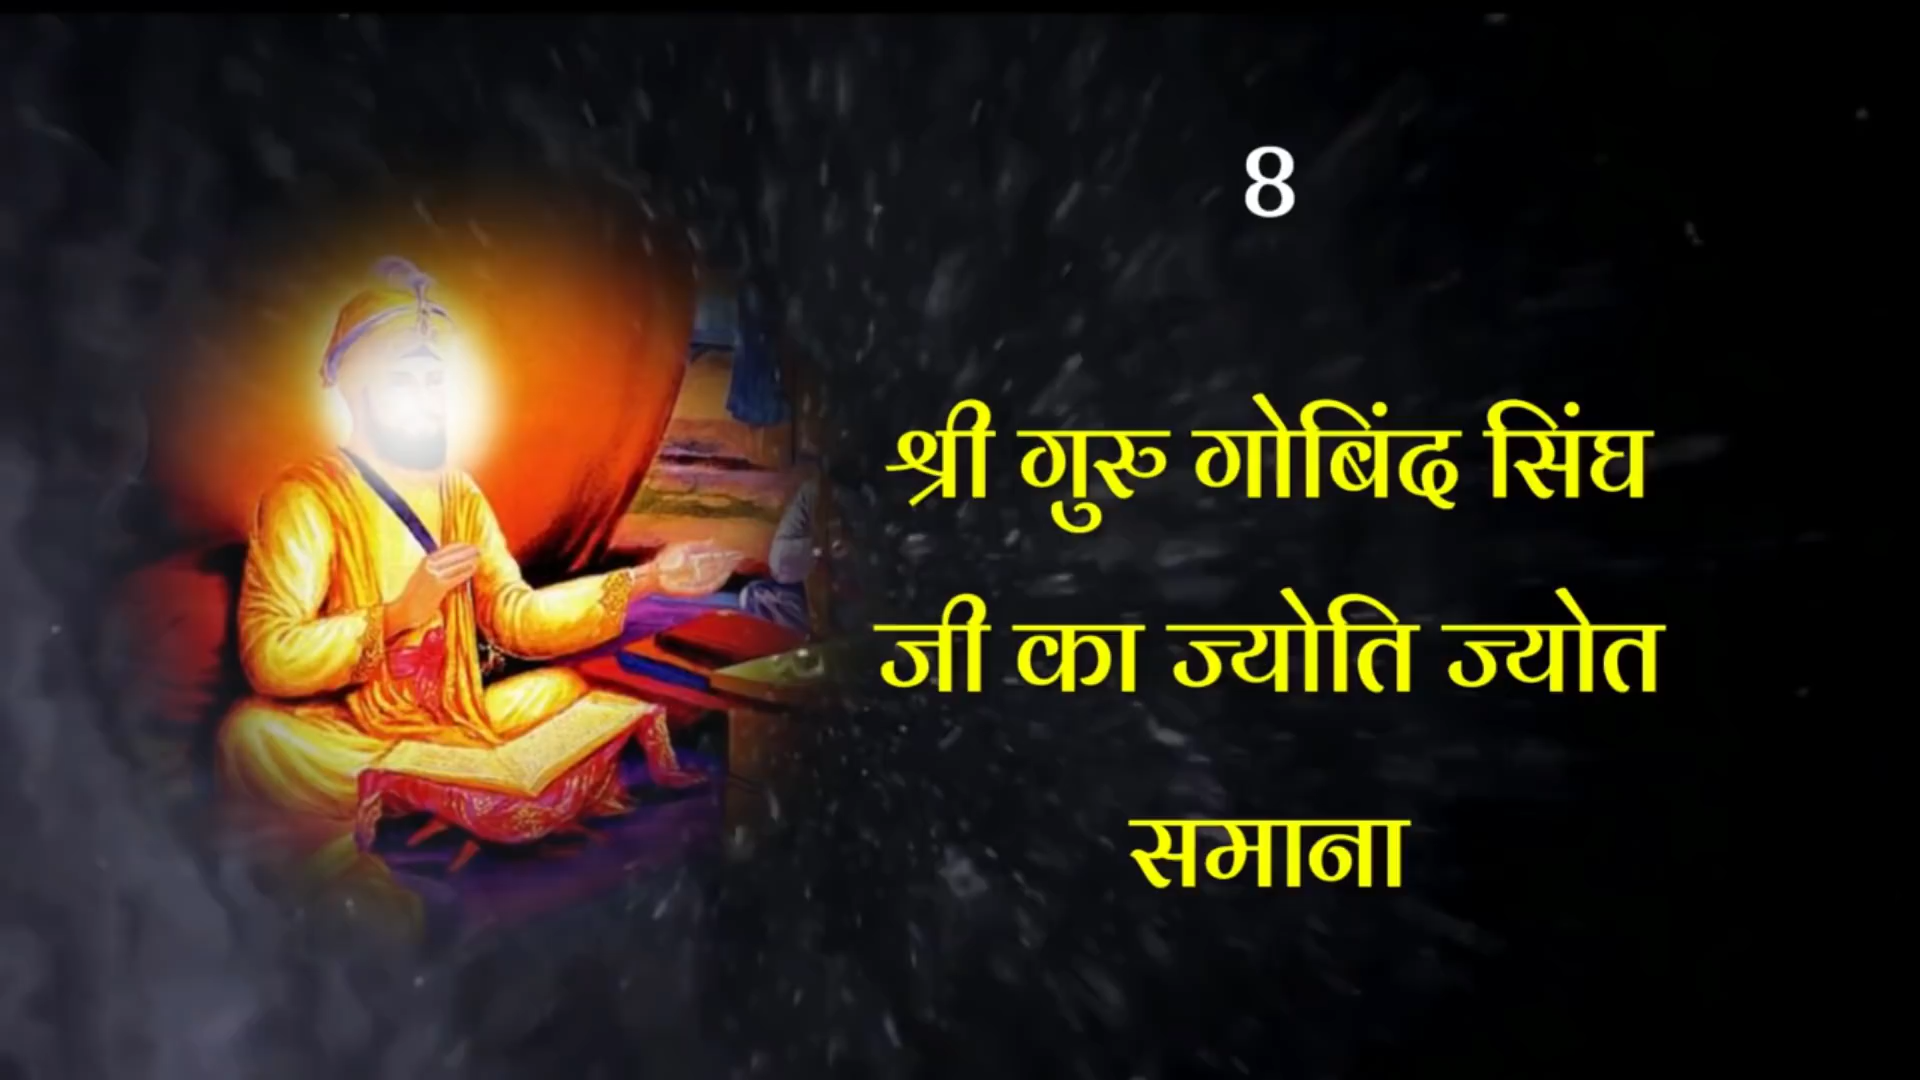 8
श्री गुरु गोबिंद सिंघ
जी का ज्योति ज्योत
समाना